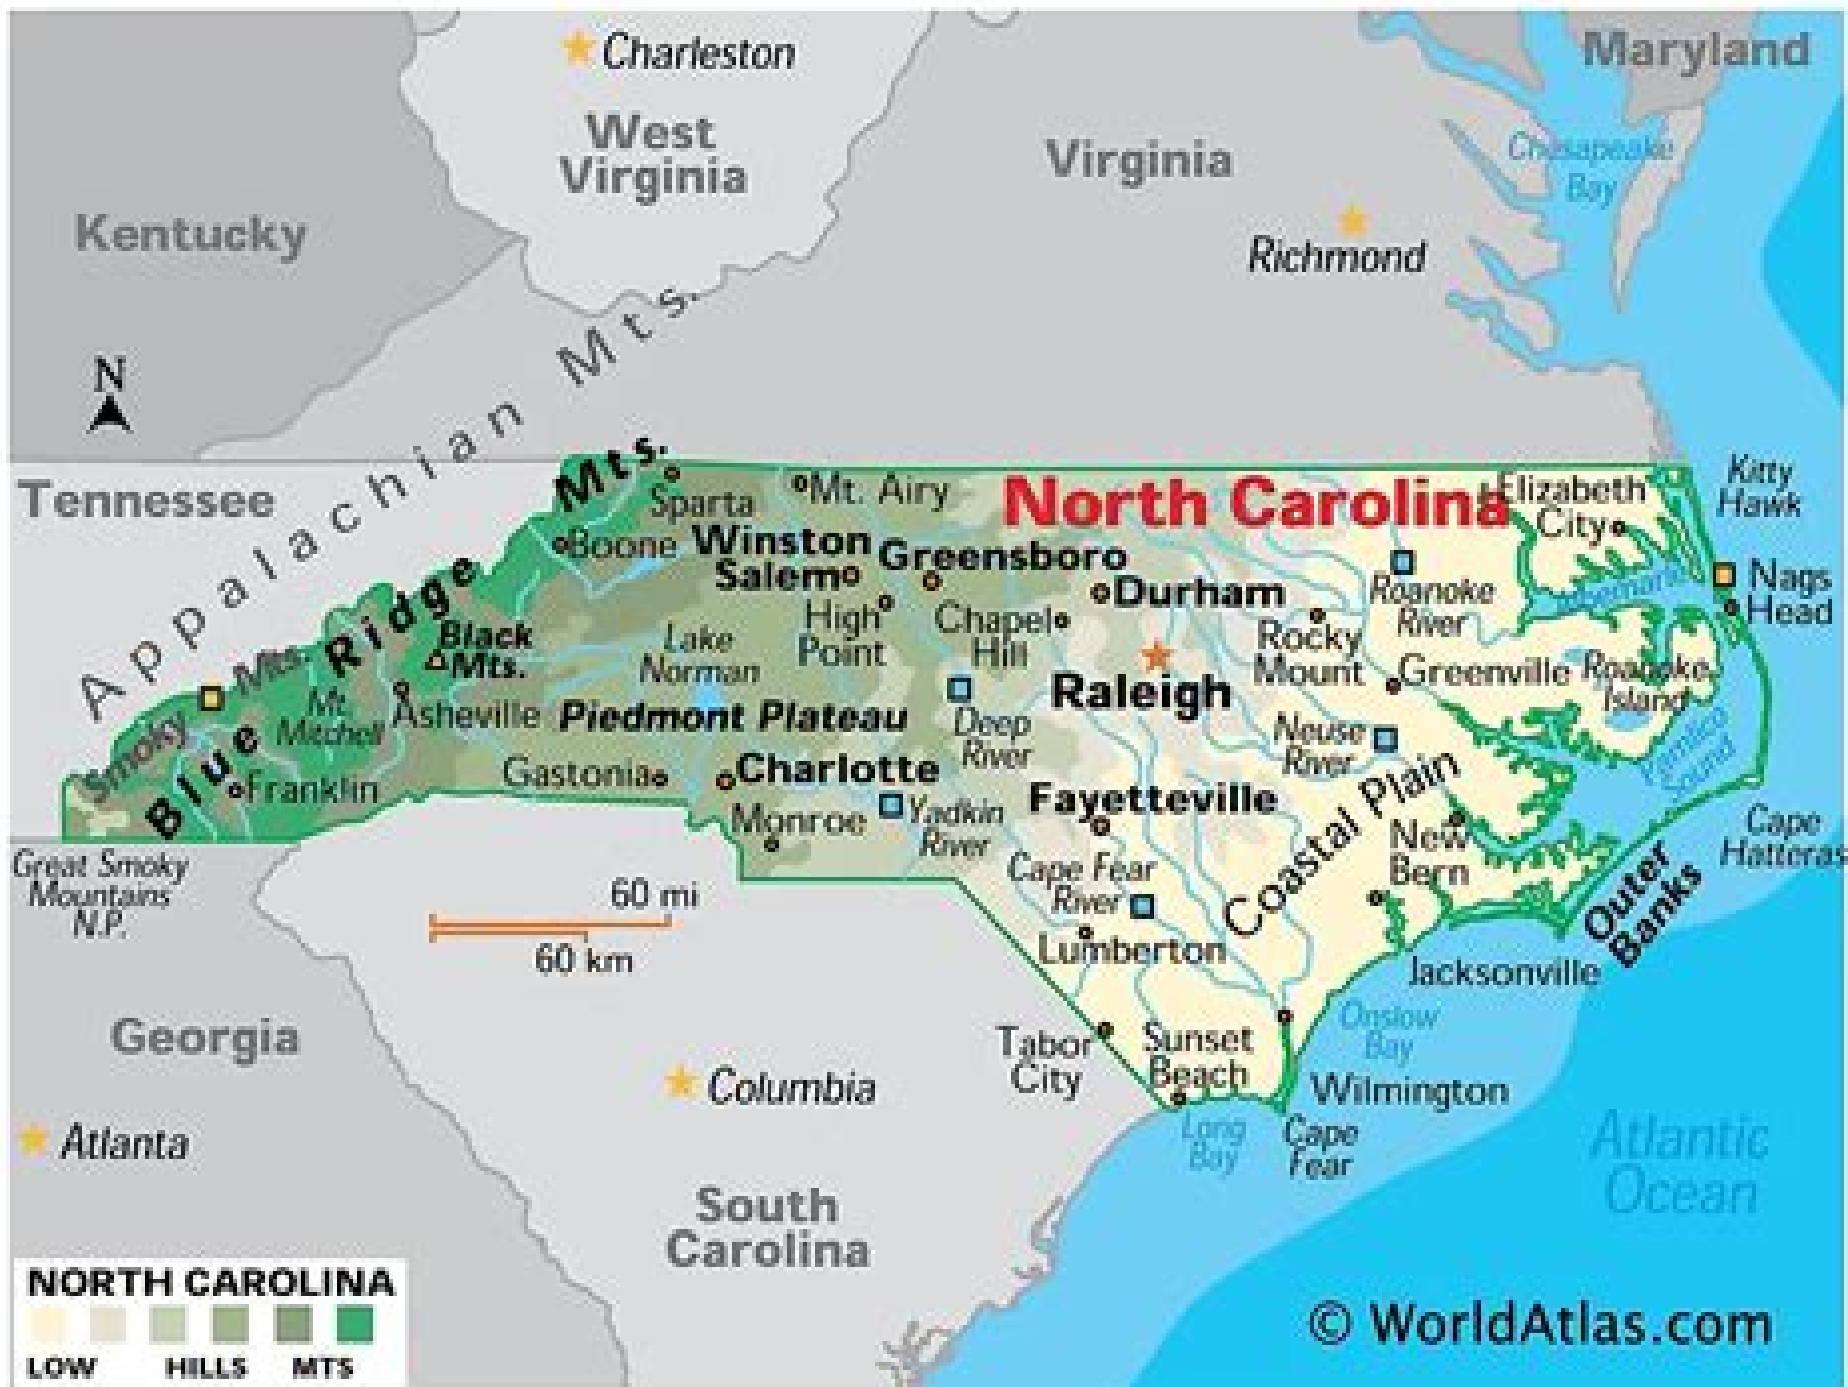 Charleston
Maryland
West
Virginia
Virginia
Chesapeake
Bay
Kentucky
Richmond
Appalachian Mts.
N
Tennessee
Blue Ridge Mts.
Sparta
Mt. Airy
North Carolina
Elizabeth
City
Kitty
Hawk
Boone
Winston
Salem
Greensboro
Durham
Roanoke
River
Albemarle
Nags
Head
High
Point
Chapel
Hill
Rocky
Mount
Black
Mts.
Lake
Norman
Smoky Mts.
Mt.
Mitchell
Asheville
Piedmont Plateau
Deep
River
Raleigh
Greenville
Roanoke
Island
Neuse
River
Pamlico
Sound
Franklin
Gastonia
Charlotte
Monroe
Yadkin
River
Fayetteville
Coastal Plain
New
Bern
Cape
Hatteras
Great Smoky
Mountains
N.P.
60 mi
60 km
Cape Fear
River
Lumberton
Outer
Banks
Jacksonville
Georgia
Tabor
City
Sunset
Beach
Onslow
Bay
Columbia
Wilmington
Atlanta
Long
Bay
Cape
Fear
Atlantic
Ocean
South
Carolina
NORTH CAROLINA
LOW HILLS MTS
© WorldAtlas.com